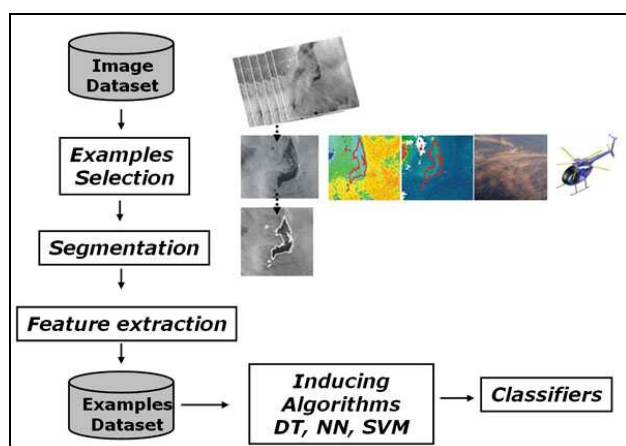 Image
Dataset
Examples
Selection
Segmentation
Feature extraction
Examples
Dataset
Inducing
Algorithms
DT, NN, SVM
Classifiers